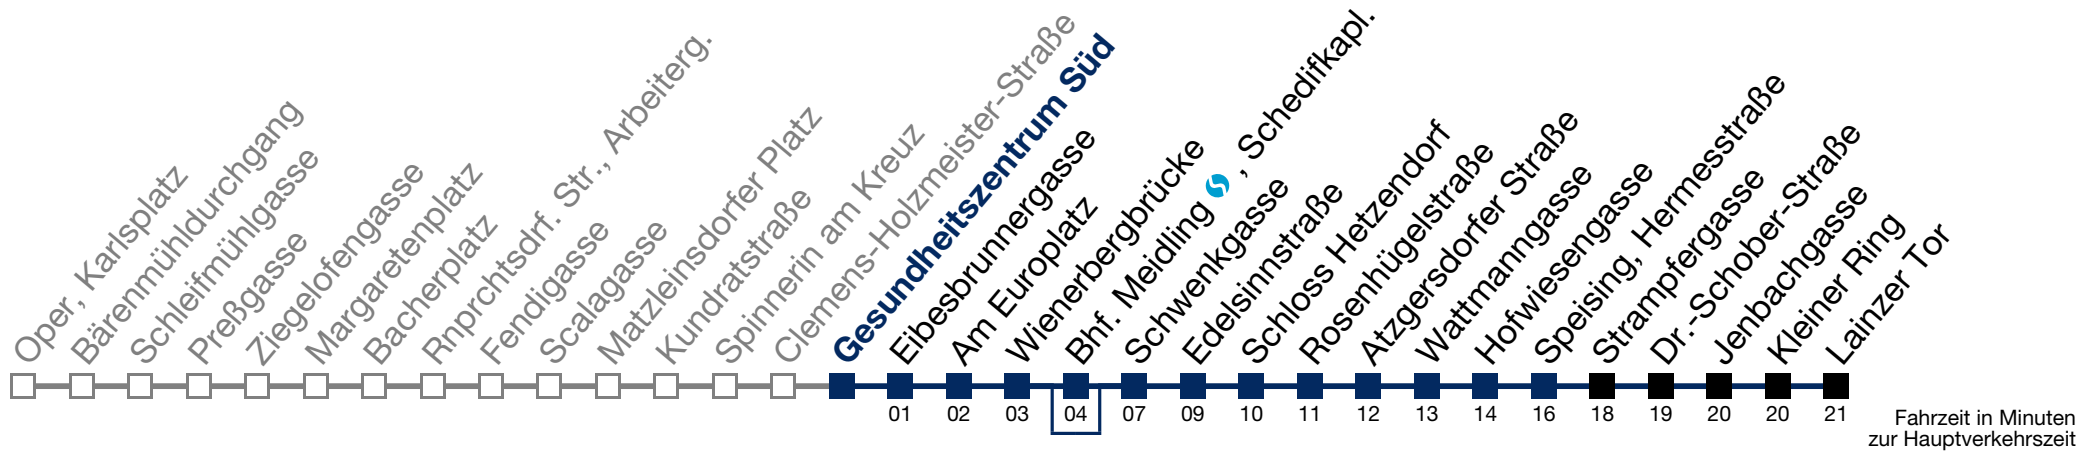 Oper, Karlsplatz
Bärenmühldurchgang
Schleifmühlgasse
Preßgasse
Ziegelofengasse
Margaretenplatz
Bacherplatz
Rnprchtsdrf. Str., Arbeiterg.
Fendigasse
Scalagasse
Matzleinsdorfer Platz
Kundratstraße
Spinnerin am Kreuz
Clemens-Holzmeister-Straße
Gesundheitszentrum Süd
Eibesbrunnergasse
Am Europlatz
Wienerbergbrücke
Bhf. Meidling , Schedifkapl.
Schwenkgasse
Edelsinnstraße
Schloss Hetzendorf
Rosenhügelstraße
Atzgersdorfer Straße
Wattmanngasse
Hofwiesengasse
Speising, Hermesstraße
Strampfergasse
Dr.-Schober-Straße
Jenbachgasse
Kleiner Ring
Lainzer Tor
01 02 03 04 07 09 10 11 12 13 14 16 18 19 20 20 21
Fahrzeit in Minuten
zur Hauptverkehrszeit